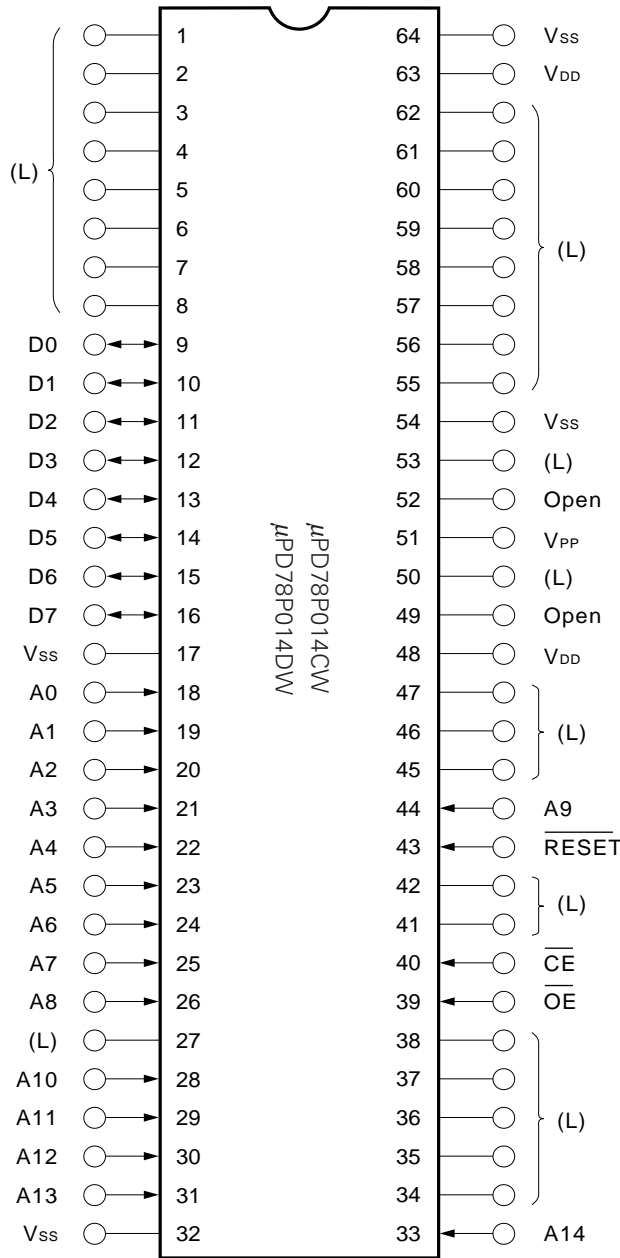 1 64 VSS
2 63 VDD
3 62
4 61
(L)
5 60
6 59
(L)
7 58
8 57
D0 9 56
D1 10 55
D2 11 54 VSS
D3 12 53 (L)
D4 13 52 Open
D5 14 51 VPP
D6 15 50 (L)
D7 16 49 Open
VSS 17 48 VDD
A0 18 47
A1 19 46 (L)
A2 20 45
A3 21 44 A9
A4 22 43 RESET
A5 23 42
(L)
A6 24 41
A7 25 40 CE
A8 26 39 OE
(L) 27 38
A10 28 37
A11 29 36 (L)
A12 30 35
A13 31 34
VSS 32 33 A14
µPD78P014CW
µPD78P014DW